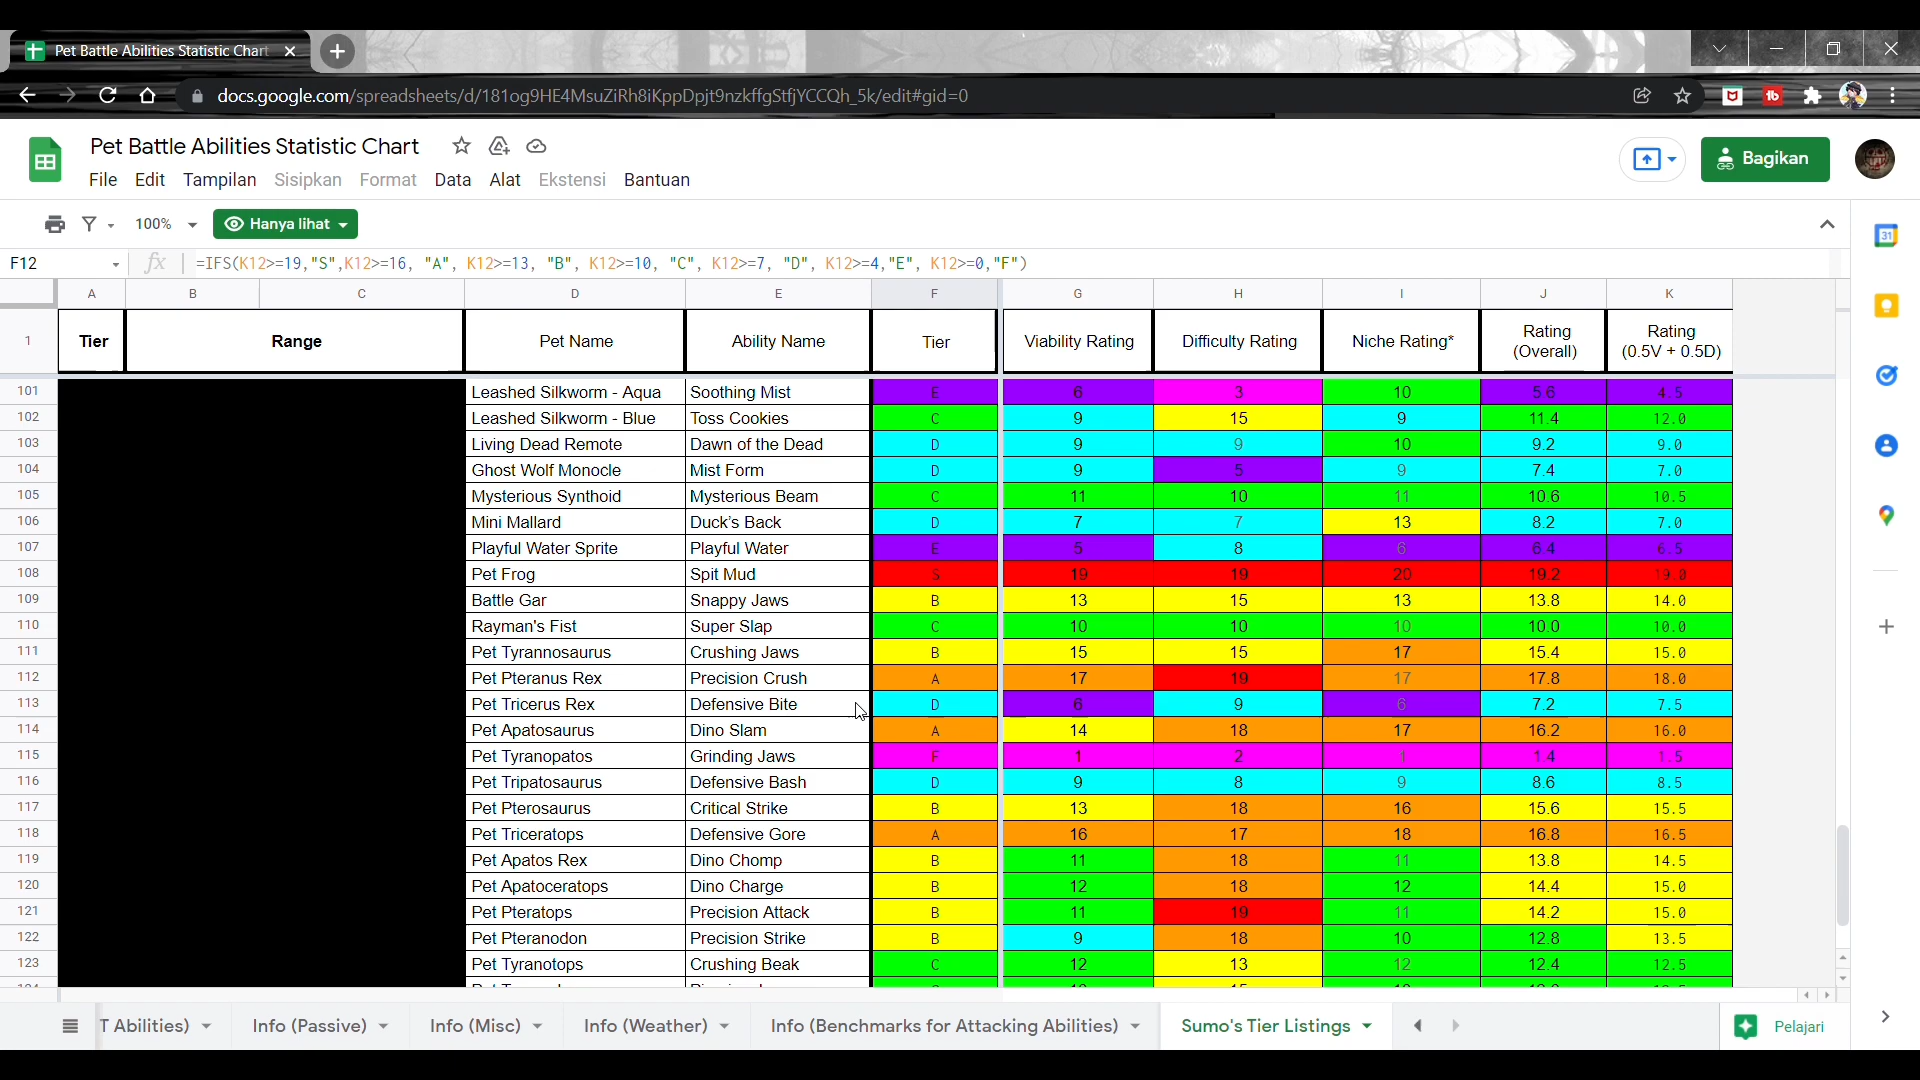 Pet Battle Abilities Statistic Chart
docs.google.com/spreadsheets/d/181og9HE4MsuZiRh8iKppDpjt9nzkffgStfjYCCQh_5k/edit#gid=0
Pet Battle Abilities Statistic Chart
File Edit Tampilan Sisipkan Format Data Alat Ekstensi Bantuan
Bagikan
100% Hanya lihat
F12 fx =IFS(K12>=19,"S",K12>=16, "A", K12>=13, "B", K12>=10, "C", K12>=7, "D", K12>=4,"E", K12>=0,"F")
A B C D E F G H I J K
1 Tier Range Pet Name Ability Name Tier Viability Rating Difficulty Rating Niche Rating* Rating (Overall) Rating (0.5V + 0.5D)
101 Leashed Silkworm - Aqua Soothing Mist E 6 3 10 5.6 4.5
102 Leashed Silkworm - Blue Toss Cookies C 9 15 9 11.4 12.0
103 Living Dead Remote Dawn of the Dead D 9 9 10 9.2 9.0
104 Ghost Wolf Monocle Mist Form D 9 5 9 7.4 7.0
105 Mysterious Synthoid Mysterious Beam C 11 10 11 10.6 10.5
106 Mini Mallard Duck's Back D 7 7 13 8.2 7.0
107 Playful Water Sprite Playful Water E 5 8 6 6.4 6.5
108 Pet Frog Spit Mud S 19 19 20 19.2 19.0
109 Battle Gar Snappy Jaws B 13 15 13 13.8 14.0
110 Rayman's Fist Super Slap C 10 10 10 10.0 10.0
111 Pet Tyrannosaurus Crushing Jaws B 15 15 17 15.4 15.0
112 Pet Pteranus Rex Precision Crush A 17 19 17 17.8 18.0
113 Pet Tricerus Rex Defensive Bite D 6 9 6 7.2 7.5
114 Pet Apatosaurus Dino Slam A 14 18 17 16.2 16.0
115 Pet Tyranopatos Grinding Jaws F 1 2 1 1.4 1.5
116 Pet Tripatosaurus Defensive Bash D 9 8 9 8.6 8.5
117 Pet Pterosaurus Critical Strike B 13 18 16 15.6 15.5
118 Pet Triceratops Defensive Gore A 16 17 18 16.8 16.5
119 Pet Apatos Rex Dino Chomp B 11 18 11 13.8 14.5
120 Pet Apatoceratops Dino Charge B 12 18 12 14.4 15.0
121 Pet Pteratops Precision Attack B 11 19 11 14.2 15.0
122 Pet Pteranodon Precision Strike B 9 18 10 12.8 13.5
123 Pet Tyranotops Crushing Beak C 12 13 12 12.4 12.5
T Abilities) Info (Passive) Info (Misc) Info (Weather) Info (Benchmarks for Attacking Abilities) Sumo's Tier Listings Pelajari